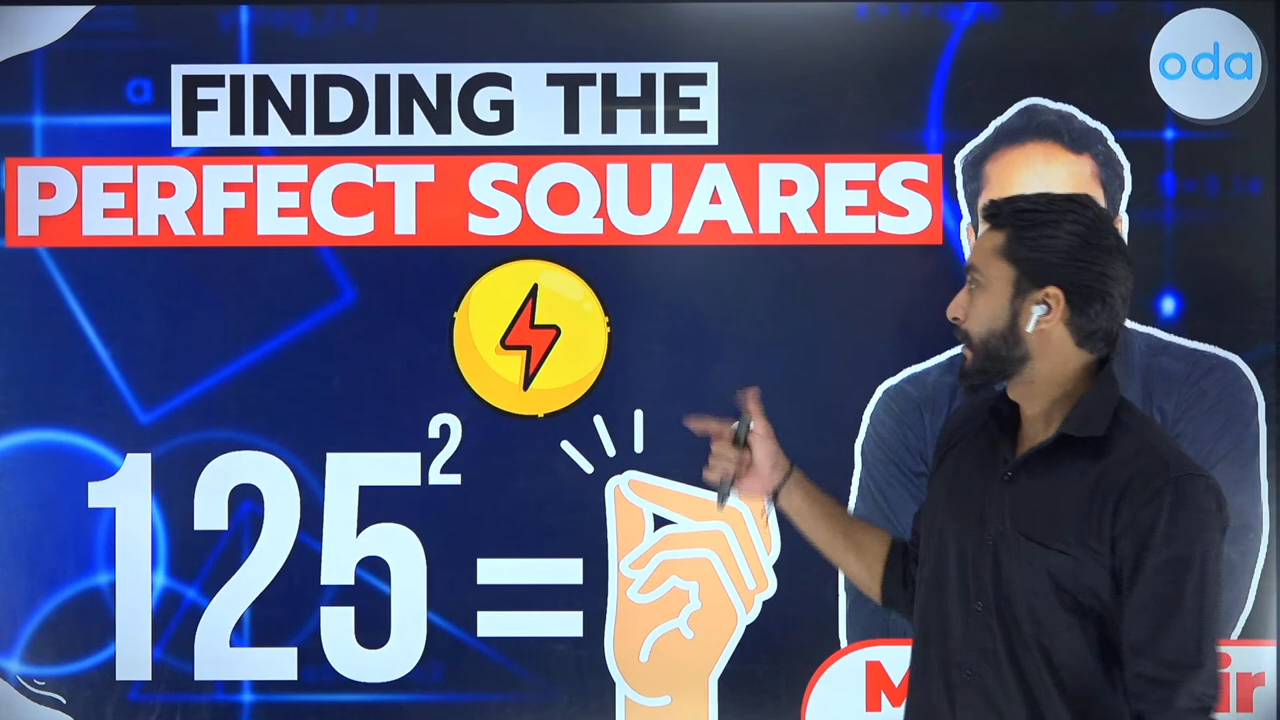 oda
FINDING THE
PERFECT SQUARES
125²
=
a